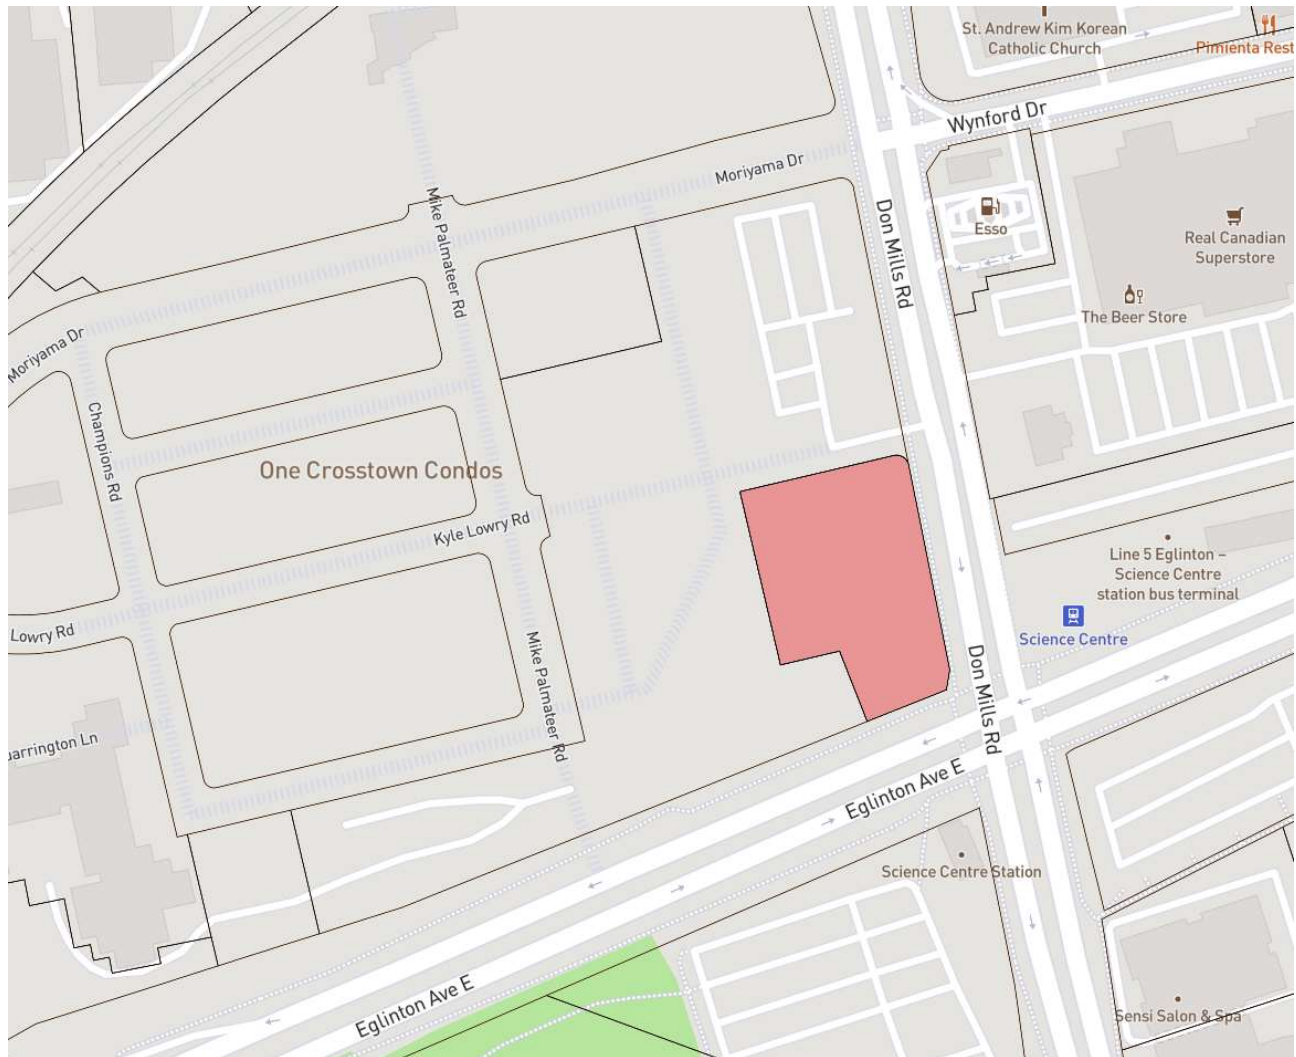 St. Andrew Kim Korean
Catholic Church
Pimienta Rest
Wynford Dr
Moriyama Dr
Mike Palmateer Rd
Don Mills Rd
Esso
Real Canadian
Superstore
The Beer Store
Moriyama Dr
Champions Rd
One Crosstown Condos
Kyle Lowry Rd
Line 5 Eglinton –
Science Centre
station bus terminal
Science Centre
Lowry Rd
Mike Palmateer Rd
Don Mills Rd
uarrington Ln
Eglinton Ave E
Science Centre Station
Eglinton Ave E
Sensi Salon & Spa